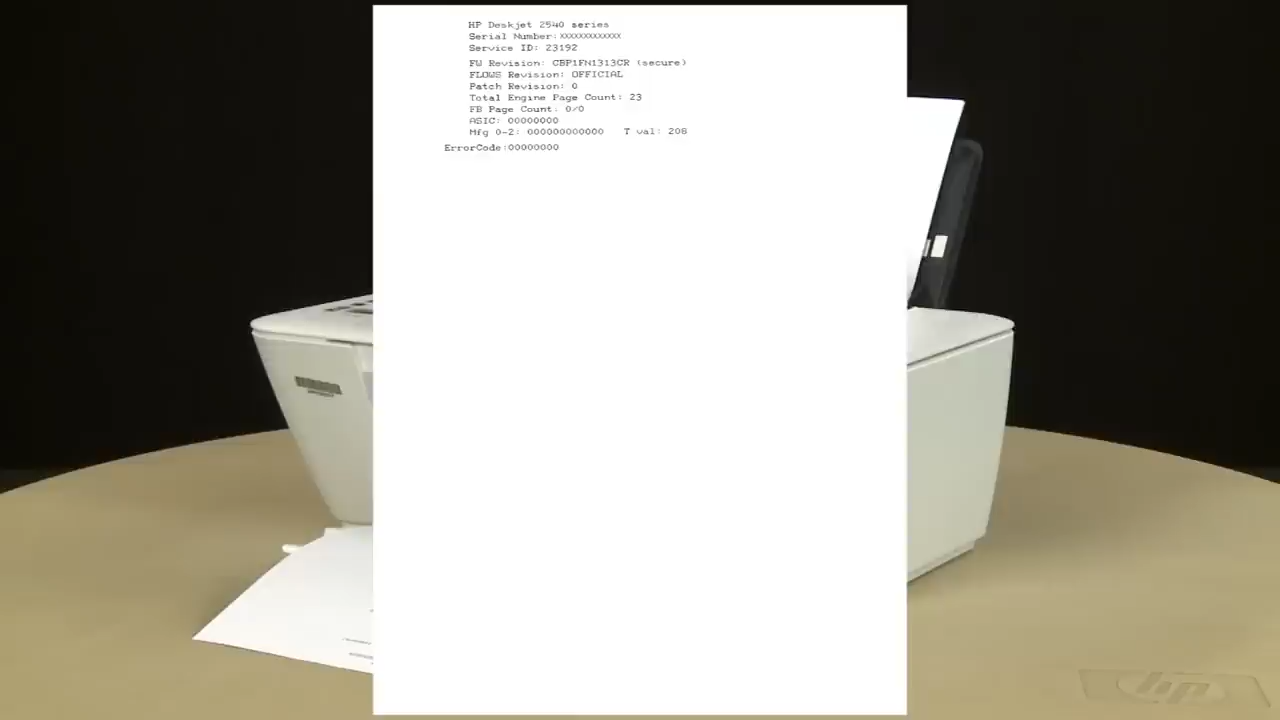 HP Deskjet 2540 series
Serial Number:XXXXXXXXXXXXX
Service ID: 23192
FW Revision: CBP1FN1313CR (secure)
FLOWS Revision: OFFICIAL
Patch Revision: 0
Total Engine Page Count: 23
FB Page Count: 0/0
ASIC: 00000000
Mfg 0-2: 000000000000 T val: 208
ErrorCode:00000000
hp